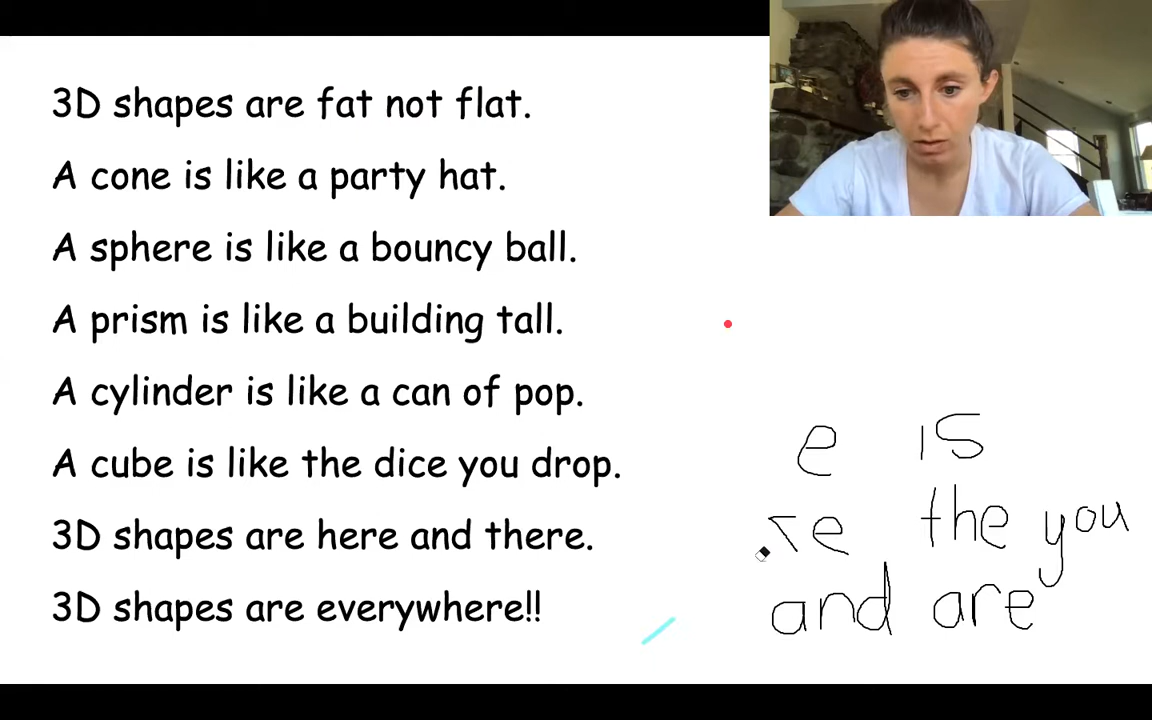 3D shapes are fat not flat.
A cone is like a party hat.
A sphere is like a bouncy ball.
A prism is like a building tall.
A cylinder is like a can of pop.
A cube is like the dice you drop.
3D shapes are here and there.
3D shapes are everywhere!!
e is
e the you
and are